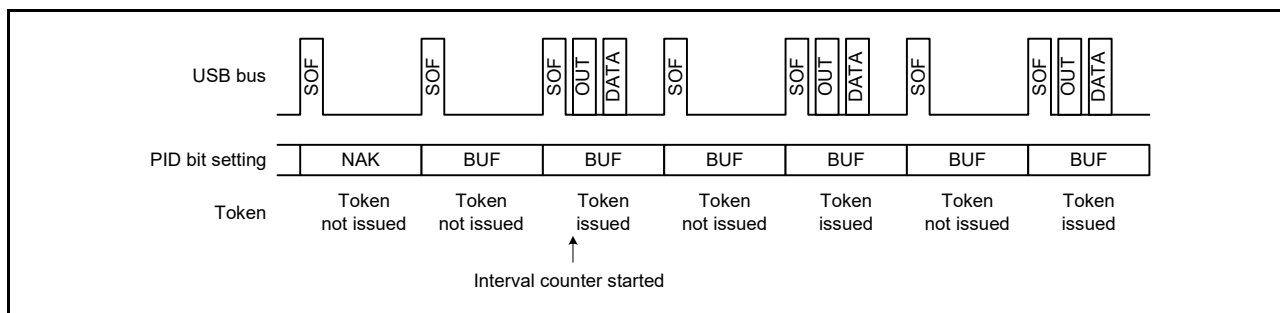 USB bus
SOF
SOF
SOF
OUT
DATA
SOF
SOF
OUT
DATA
SOF
SOF
OUT
DATA
PID bit setting
NAK
BUF
BUF
BUF
BUF
BUF
BUF
Token
Token
not issued
Token
not issued
Token
issued
Token
not issued
Token
issued
Token
not issued
Token
issued
Interval counter started